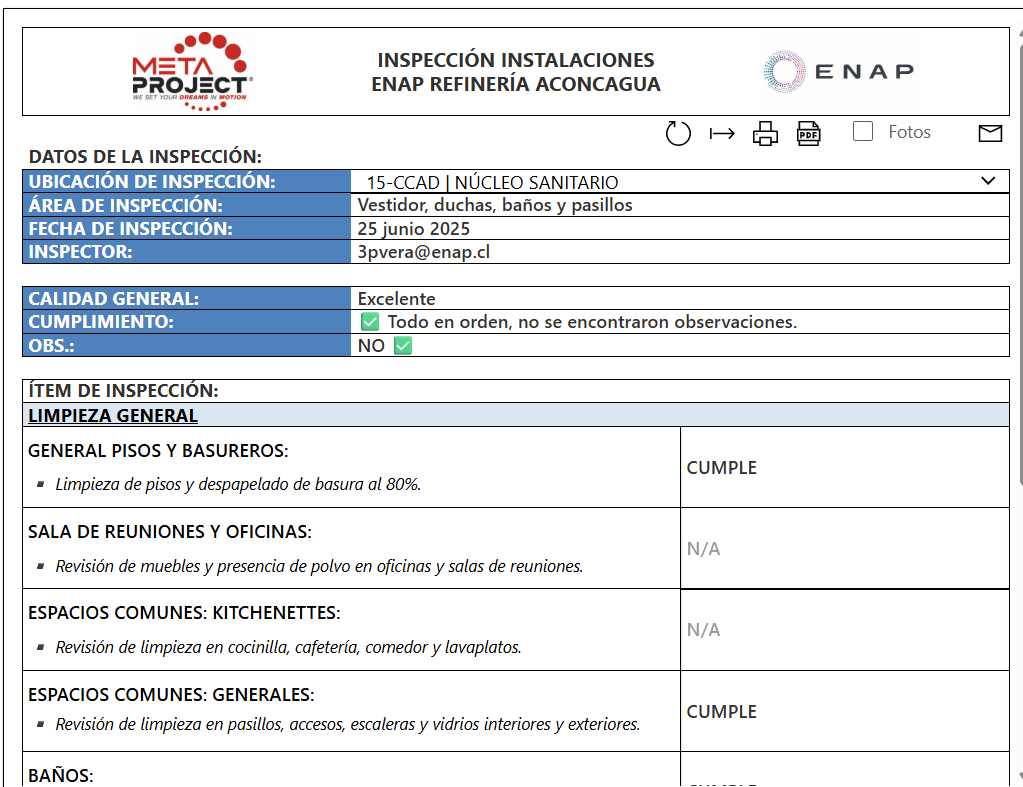 META
PROJECT®
WE SET YOUR DREAMS IN MOTION
INSPECCIÓN INSTALACIONES
ENAP REFINERÍA ACONCAGUA
ENAP
PDF
Fotos
DATOS DE LA INSPECCIÓN:
UBICACIÓN DE INSPECCIÓN: 15-CCAD | NÚCLEO SANITARIO
ÁREA DE INSPECCIÓN: Vestidor, duchas, baños y pasillos
FECHA DE INSPECCIÓN: 25 junio 2025
INSPECTOR: 3pvera@enap.cl
CALIDAD GENERAL: Excelente
CUMPLIMIENTO: ✅ Todo en orden, no se encontraron observaciones.
OBS.: NO ✅
ÍTEM DE INSPECCIÓN:
LIMPIEZA GENERAL
GENERAL PISOS Y BASUREROS:
▪ Limpieza de pisos y despapelado de basura al 80%.
CUMPLE
SALA DE REUNIONES Y OFICINAS:
▪ Revisión de muebles y presencia de polvo en oficinas y salas de reuniones.
N/A
ESPACIOS COMUNES: KITCHENETTES:
▪ Revisión de limpieza en cocinilla, cafetería, comedor y lavaplatos.
N/A
ESPACIOS COMUNES: GENERALES:
▪ Revisión de limpieza en pasillos, accesos, escaleras y vidrios interiores y exteriores.
CUMPLE
BAÑOS: